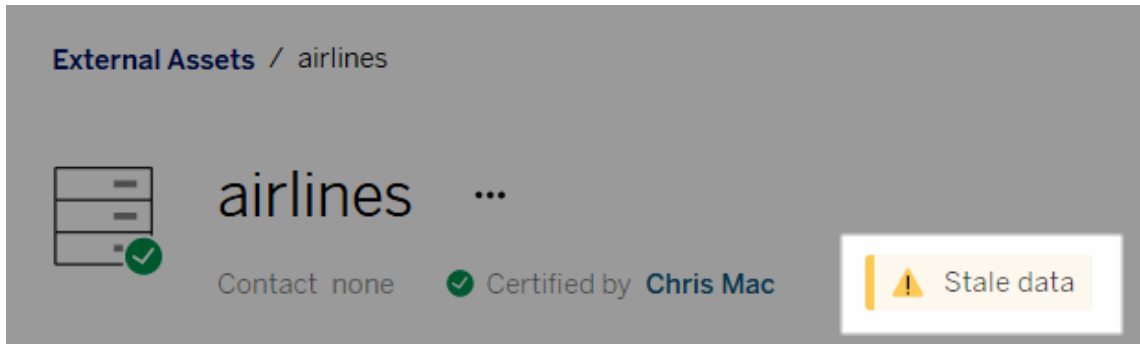 External Assets / airlines
airlines ...
Contact none Certified by Chris Mac Stale data